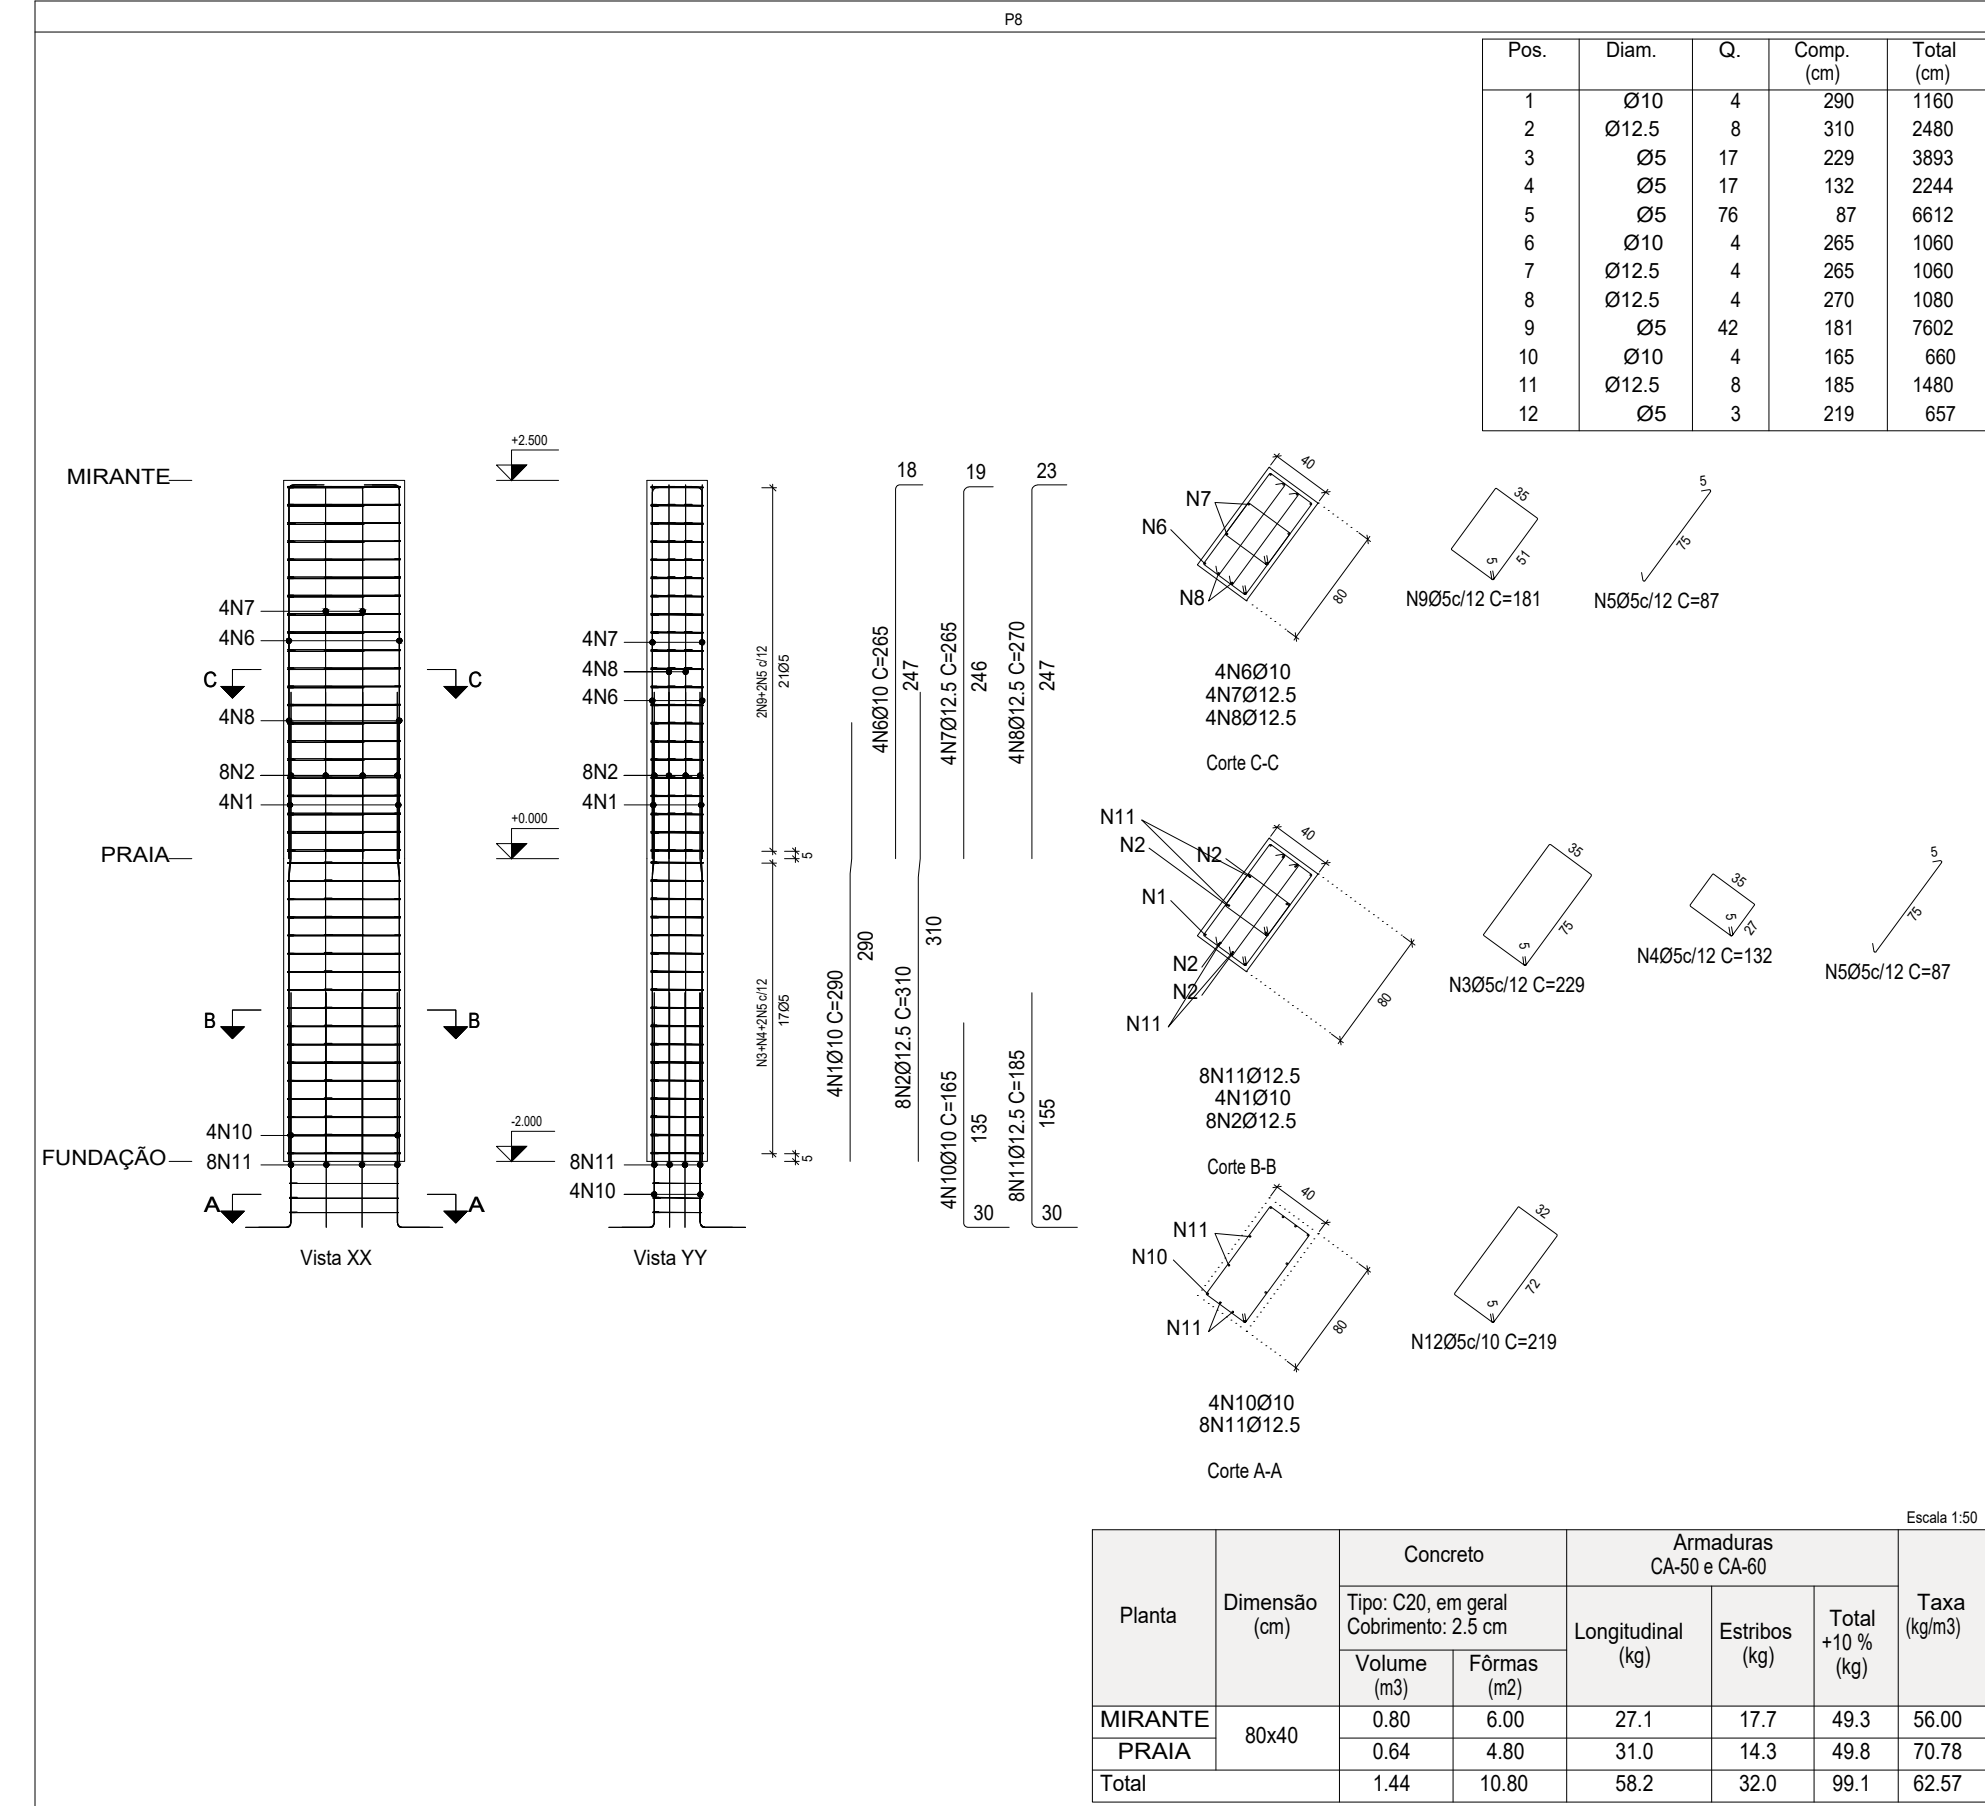 P8
Pos. Diam. Q. Comp. (cm) Total (cm)
1 Ø10 4 290 1160
2 Ø12.5 8 310 2480
3 Ø5 17 229 3893
4 Ø5 17 132 2244
5 Ø5 76 87 6612
6 Ø10 4 265 1060
7 Ø12.5 4 265 1060
8 Ø12.5 4 270 1080
9 Ø5 42 181 7602
10 Ø10 4 165 660
11 Ø12.5 8 185 1480
12 Ø5 3 219 657
MIRANTE
PRAIA
FUNDAÇÃO
4N7
4N6
C C
4N8
8N2
4N1
B B
4N10
8N11
A A
Vista XX
+2.500
+0.000
-2.000
4N7
4N8
4N6
8N2
4N1
8N11
4N10
Vista YY
2N9+2N5 c/12
21Ø5
5
N3+N4+2N5 c/12
17Ø5
5
4N1Ø10 C=290
290
18
4N6Ø10 C=265
247
8N2Ø12.5 C=310
310
19
4N7Ø12.5 C=265
246
23
4N8Ø12.5 C=270
247
4N10Ø10 C=165
135
30
8N11Ø12.5 C=185
155
30
40
N7
N6
N8
80
4N6Ø10
4N7Ø12.5
4N8Ø12.5
Corte C-C
35
5
51
N9Ø5c/12 C=181
5
75
N5Ø5c/12 C=87
N11
40
N2
N2
N1
N2
N2
N11
80
8N11Ø12.5
4N1Ø10
8N2Ø12.5
Corte B-B
35
5
75
N3Ø5c/12 C=229
35
5
27
N4Ø5c/12 C=132
5
75
N5Ø5c/12 C=87
40
N11
N10
N11
80
4N10Ø10
8N11Ø12.5
Corte A-A
32
5
72
N12Ø5c/10 C=219
Escala 1:50
Planta
Dimensão
(cm)
Concreto
Tipo: C20, em geral
Cobrimento: 2.5 cm
Volume
(m3)
Fôrmas
(m2)
Armaduras
CA-50 e CA-60
Longitudinal
(kg)
Estribos
(kg)
Total
+10 %
(kg)
Taxa
(kg/m3)
MIRANTE 80x40 0.80 6.00 27.1 17.7 49.3 56.00
PRAIA 0.64 4.80 31.0 14.3 49.8 70.78
Total 1.44 10.80 58.2 32.0 99.1 62.57